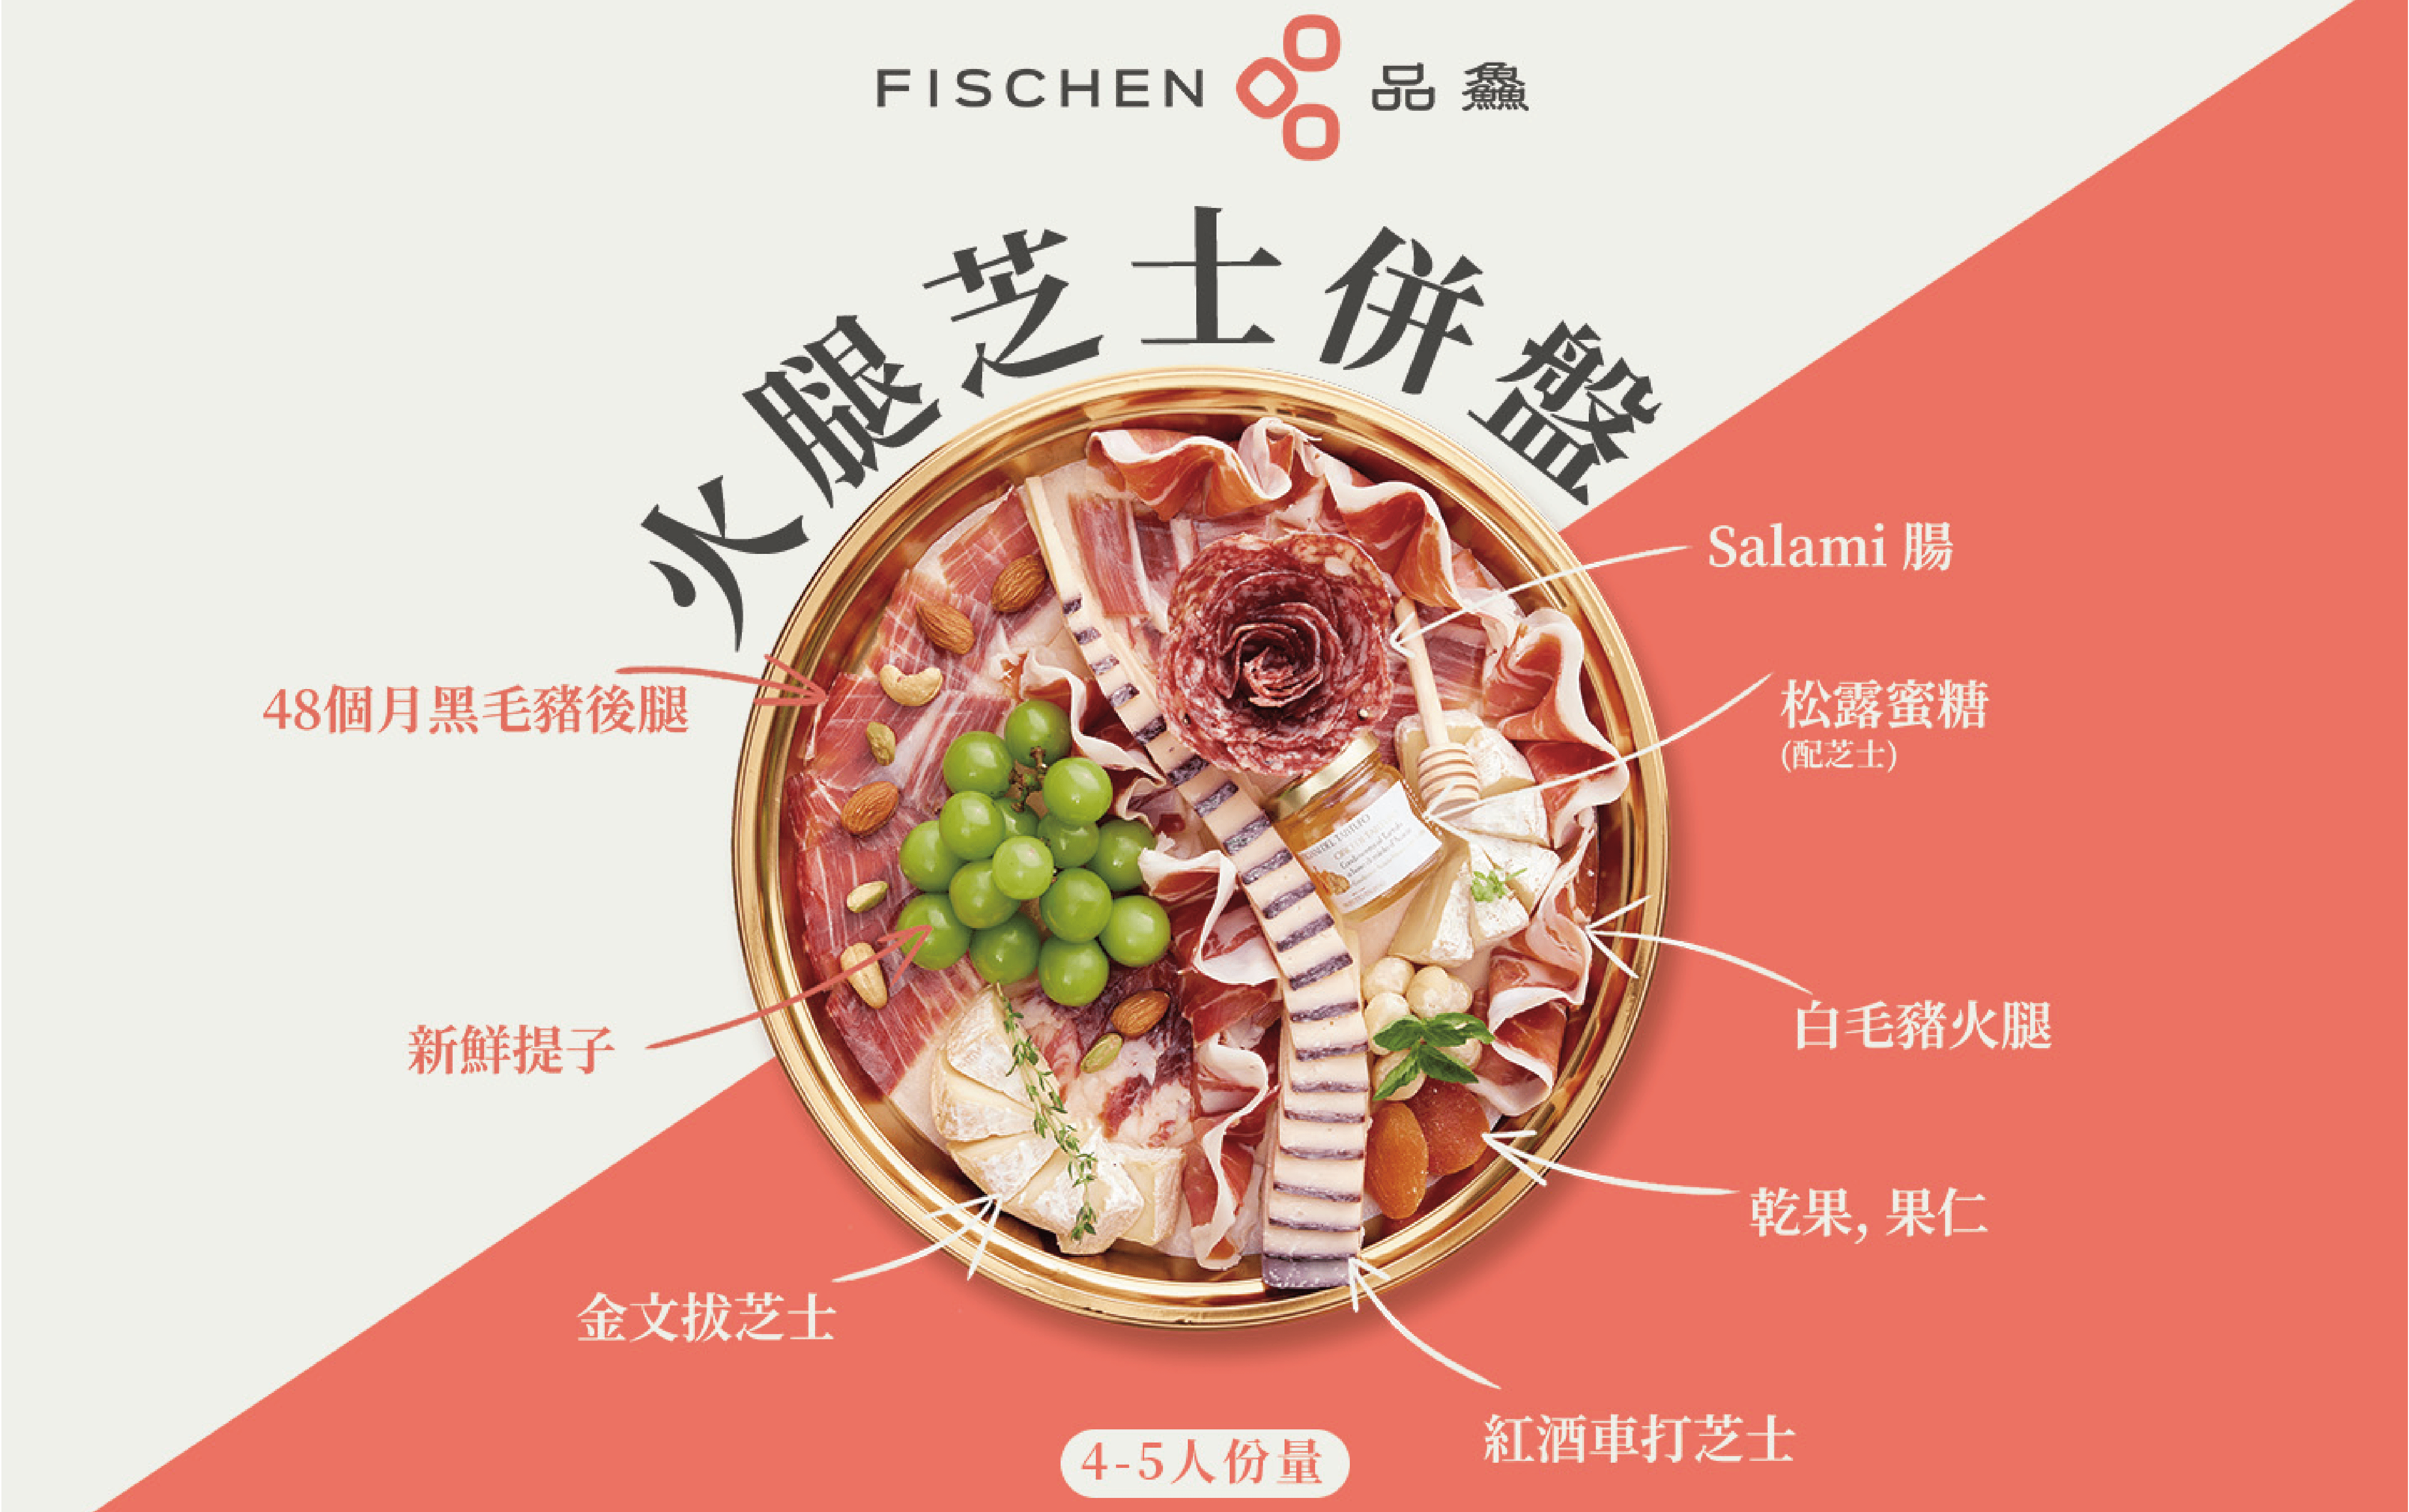 FISCHEN 品鱻
火腿芝士併盤
Salami 腸
48個月黑毛豬後腿
松露蜜糖
(配芝士)
白毛豬火腿
新鮮提子
乾果, 果仁
金文拔芝士
紅酒車打芝士
4-5人份量